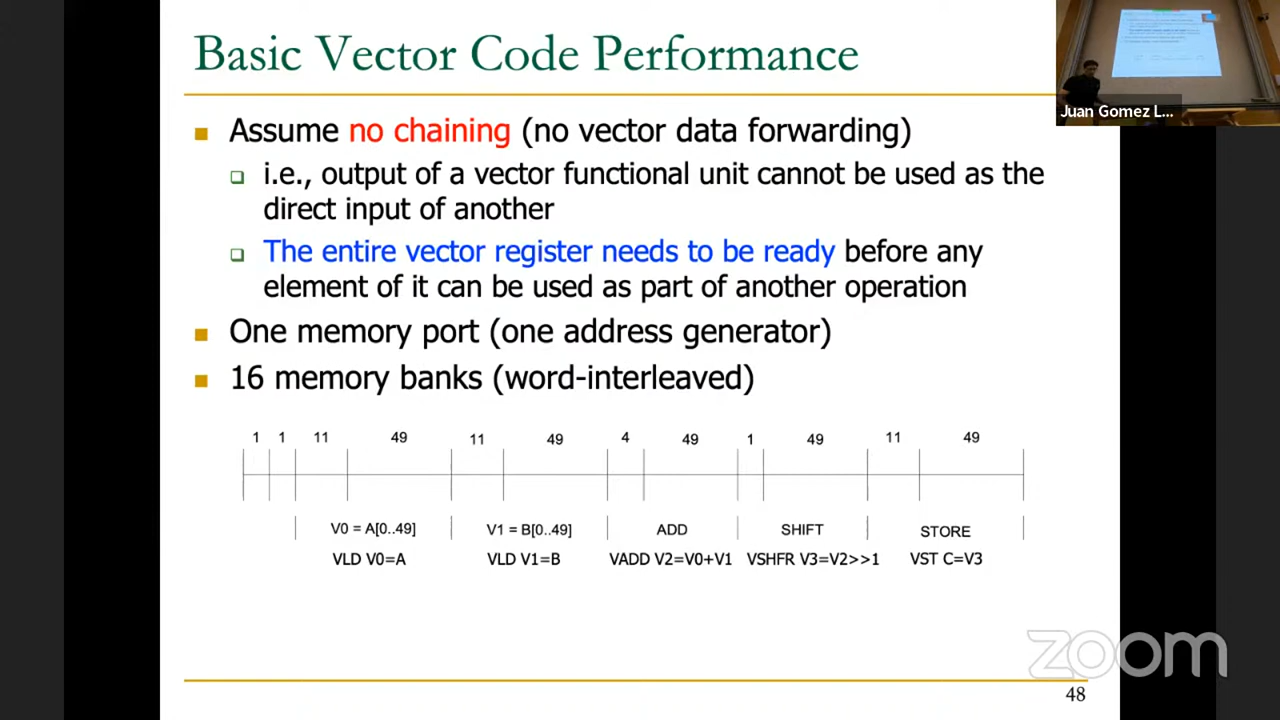 Basic Vector Code Performance
Juan Gomez L...
Assume no chaining (no vector data forwarding)
i.e., output of a vector functional unit cannot be used as the
direct input of another
The entire vector register needs to be ready before any
element of it can be used as part of another operation
One memory port (one address generator)
16 memory banks (word-interleaved)
1 1 11 49 11 49 4 49 1 49 11 49
V0 = A[0..49] V1 = B[0..49] ADD SHIFT STORE
VLD V0=A VLD V1=B VADD V2=V0+V1 VSHFR V3=V2>>1 VST C=V3
zoom
48